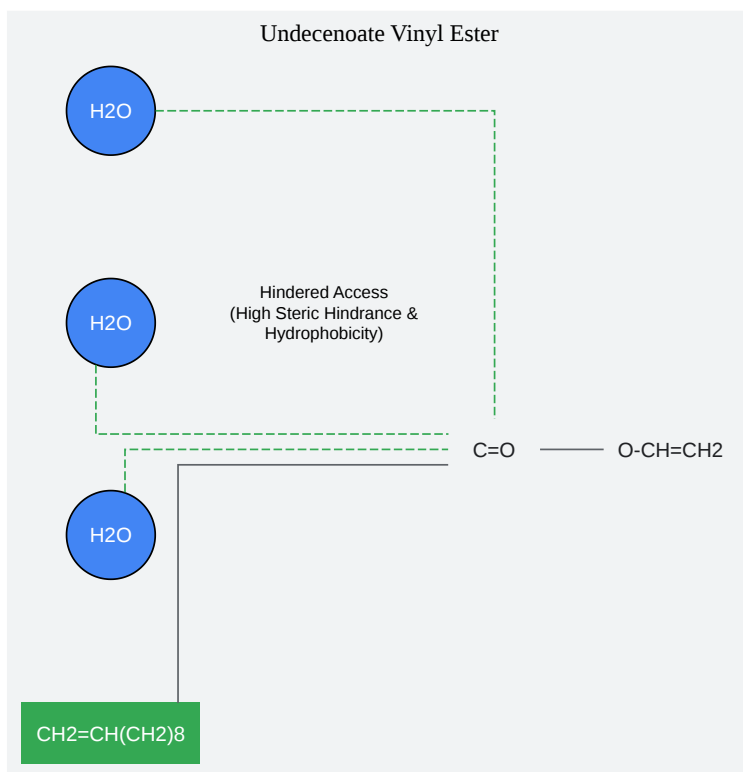 Undecenoate Vinyl Ester
H2O
H2O
Hindered Access
(High Steric Hindrance &
Hydrophobicity)
C=O
O-CH=CH2
H2O
CH2=CH(CH2)8